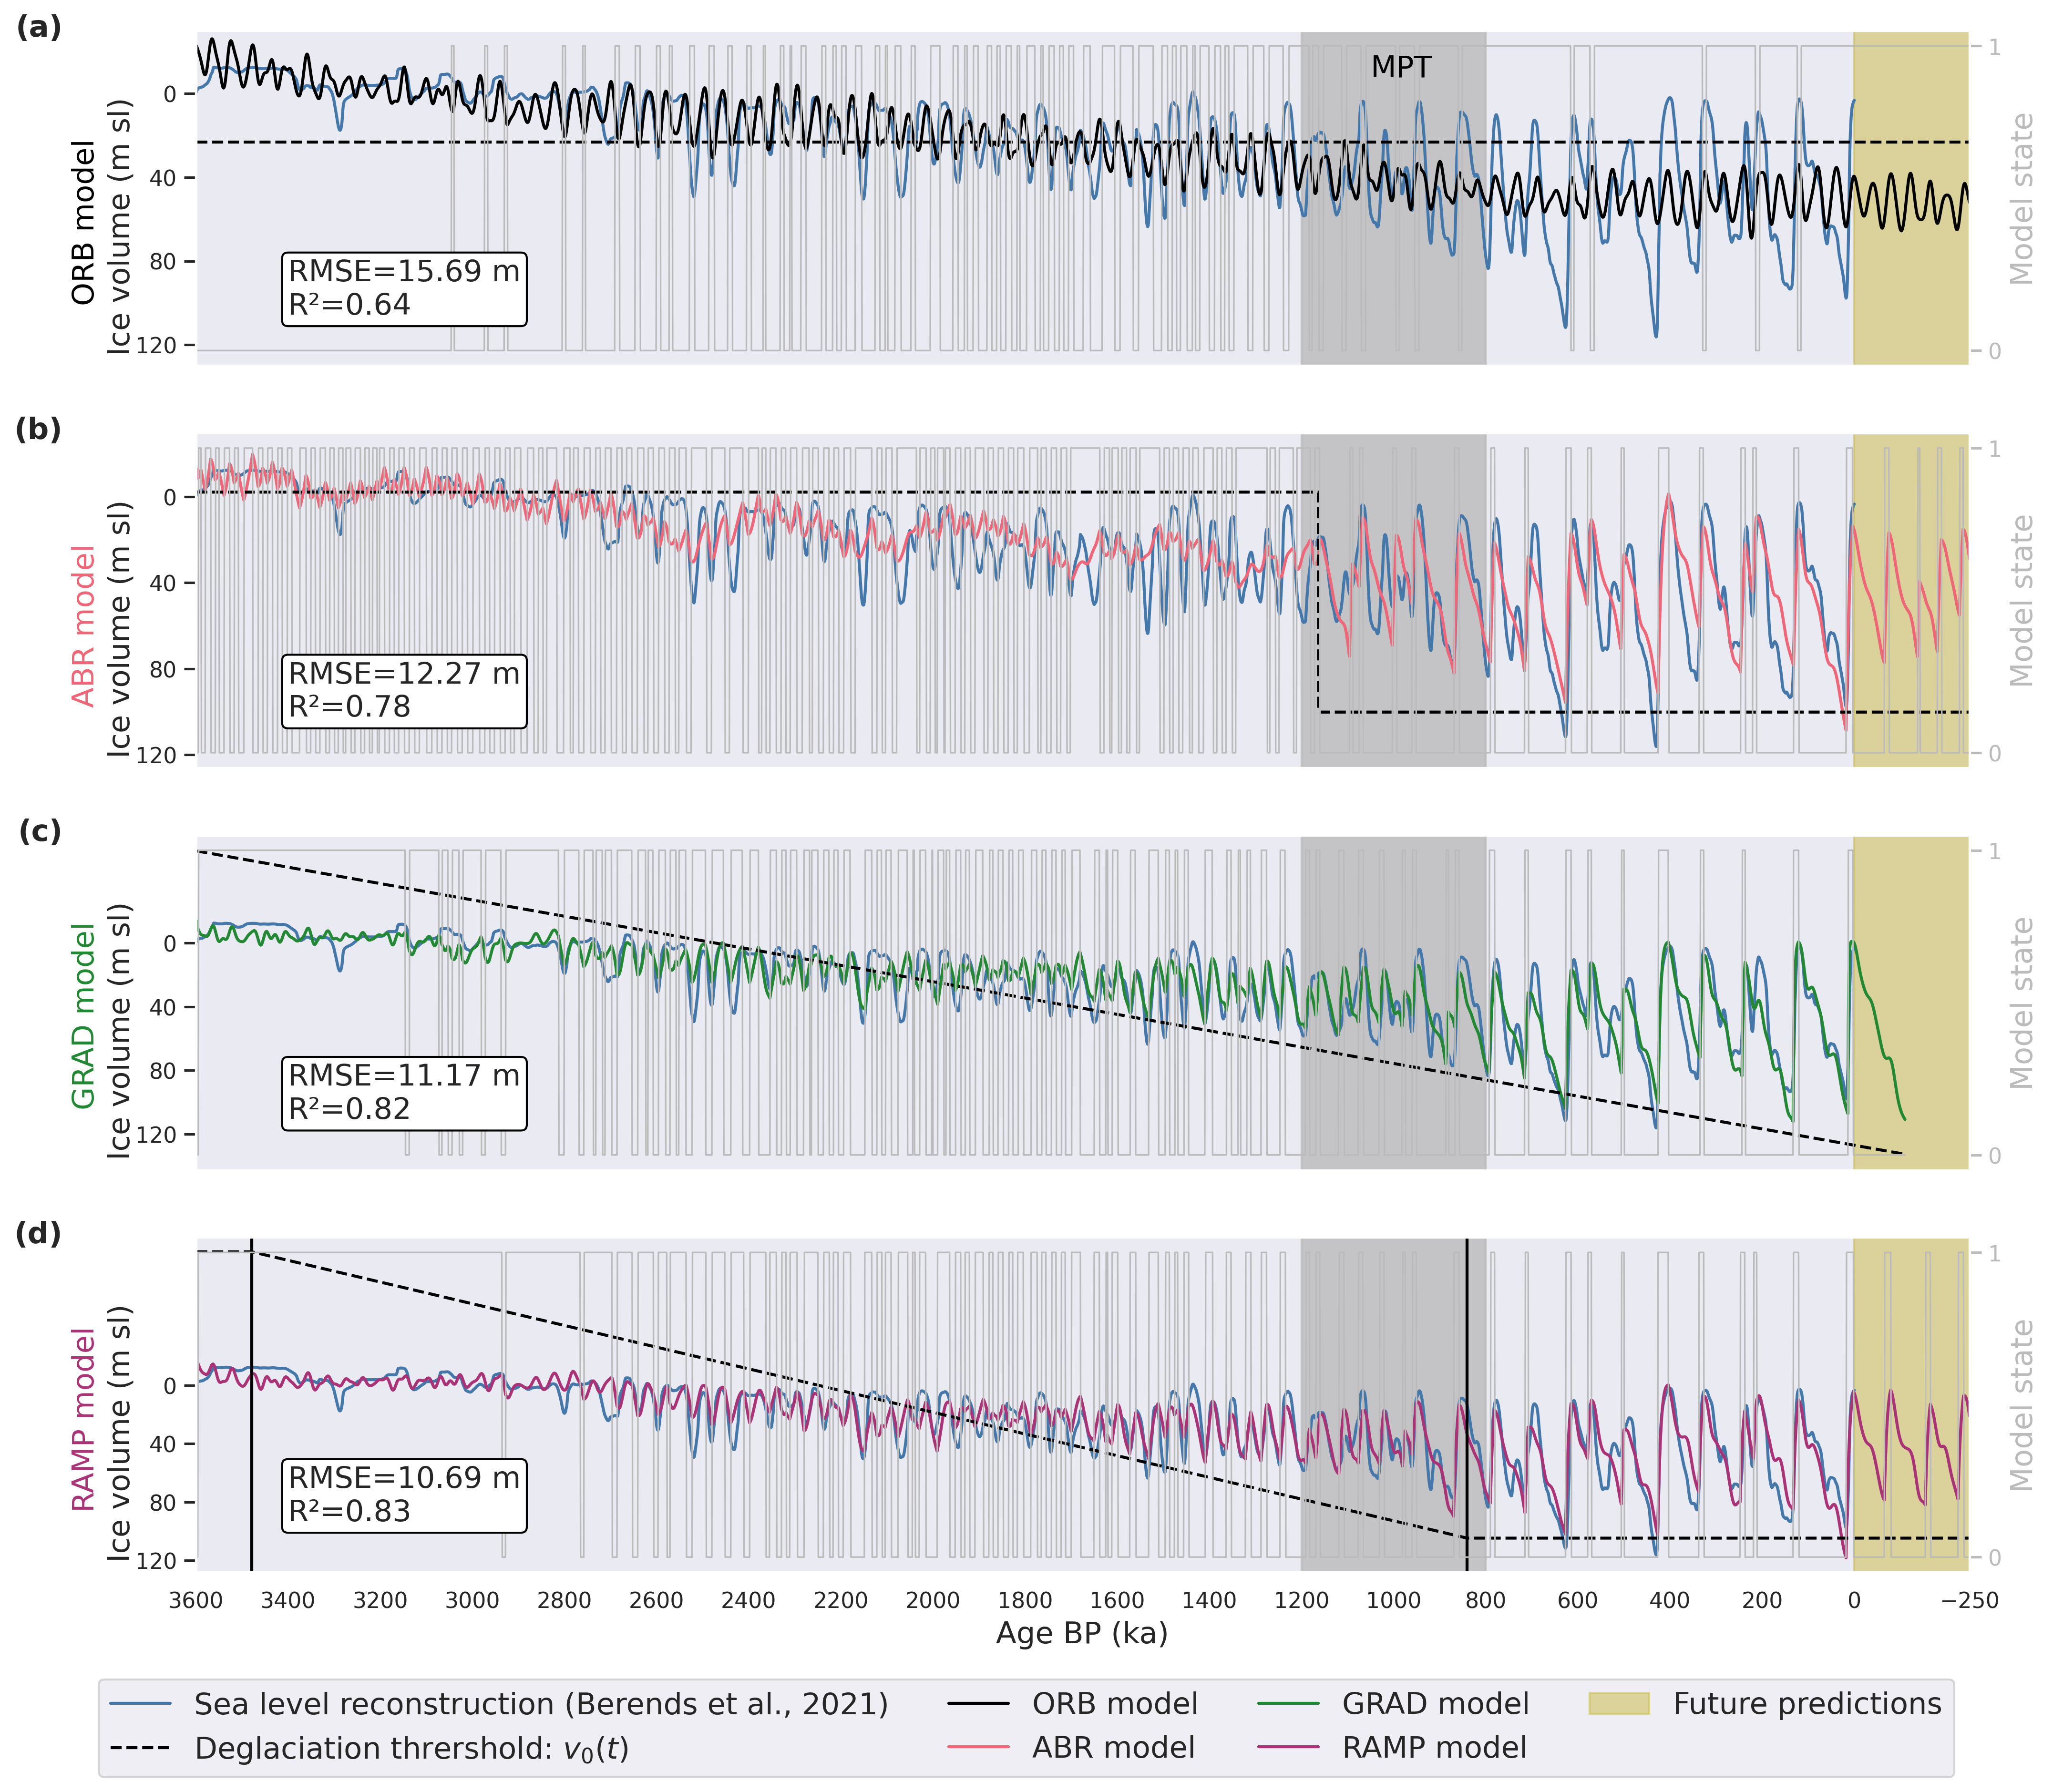 (a)
ORB model
Ice volume (m sl)
0
40
80
120
RMSE=15.69 m
R²=0.64
MPT
1
0
Model state
(b)
ABR model
Ice volume (m sl)
0
40
80
120
RMSE=12.27 m
R²=0.78
1
0
Model state
(c)
GRAD model
Ice volume (m sl)
0
40
80
120
RMSE=11.17 m
R²=0.82
1
0
Model state
(d)
RAMP model
Ice volume (m sl)
0
40
80
120
RMSE=10.69 m
R²=0.83
1
0
Model state
3600 3400 3200 3000 2800 2600 2400 2200 2000 1800 1600 1400 1200 1000 800 600 400 200 0 −250
Age BP (ka)
Sea level reconstruction (Berends et al., 2021)
Deglaciation thrershold: v₀(t)
ORB model
ABR model
GRAD model
RAMP model
Future predictions